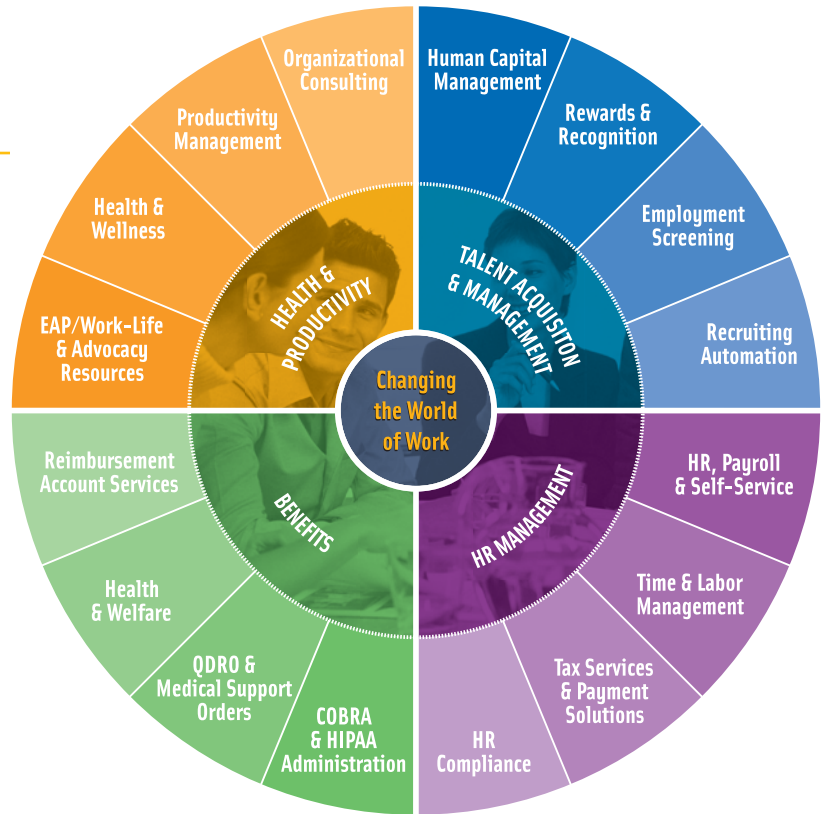 Organizational
Consulting
Human Capital
Management
Productivity
Management
Rewards &
Recognition
Health &
Wellness
Employment
Screening
EAP/Work-Life
& Advocacy
Resources
Recruiting
Automation
HEALTH &
PRODUCTIVITY
TALENT ACQUISITON
& MANAGEMENT
Changing
the World
of Work
Reimbursement
Account Services
HR, Payroll
& Self-Service
BENEFITS
HR MANAGEMENT
Health
& Welfare
Time & Labor
Management
QDRO &
Medical Support
Orders
Tax Services
& Payment
Solutions
COBRA
& HIPAA
Administration
HR
Compliance